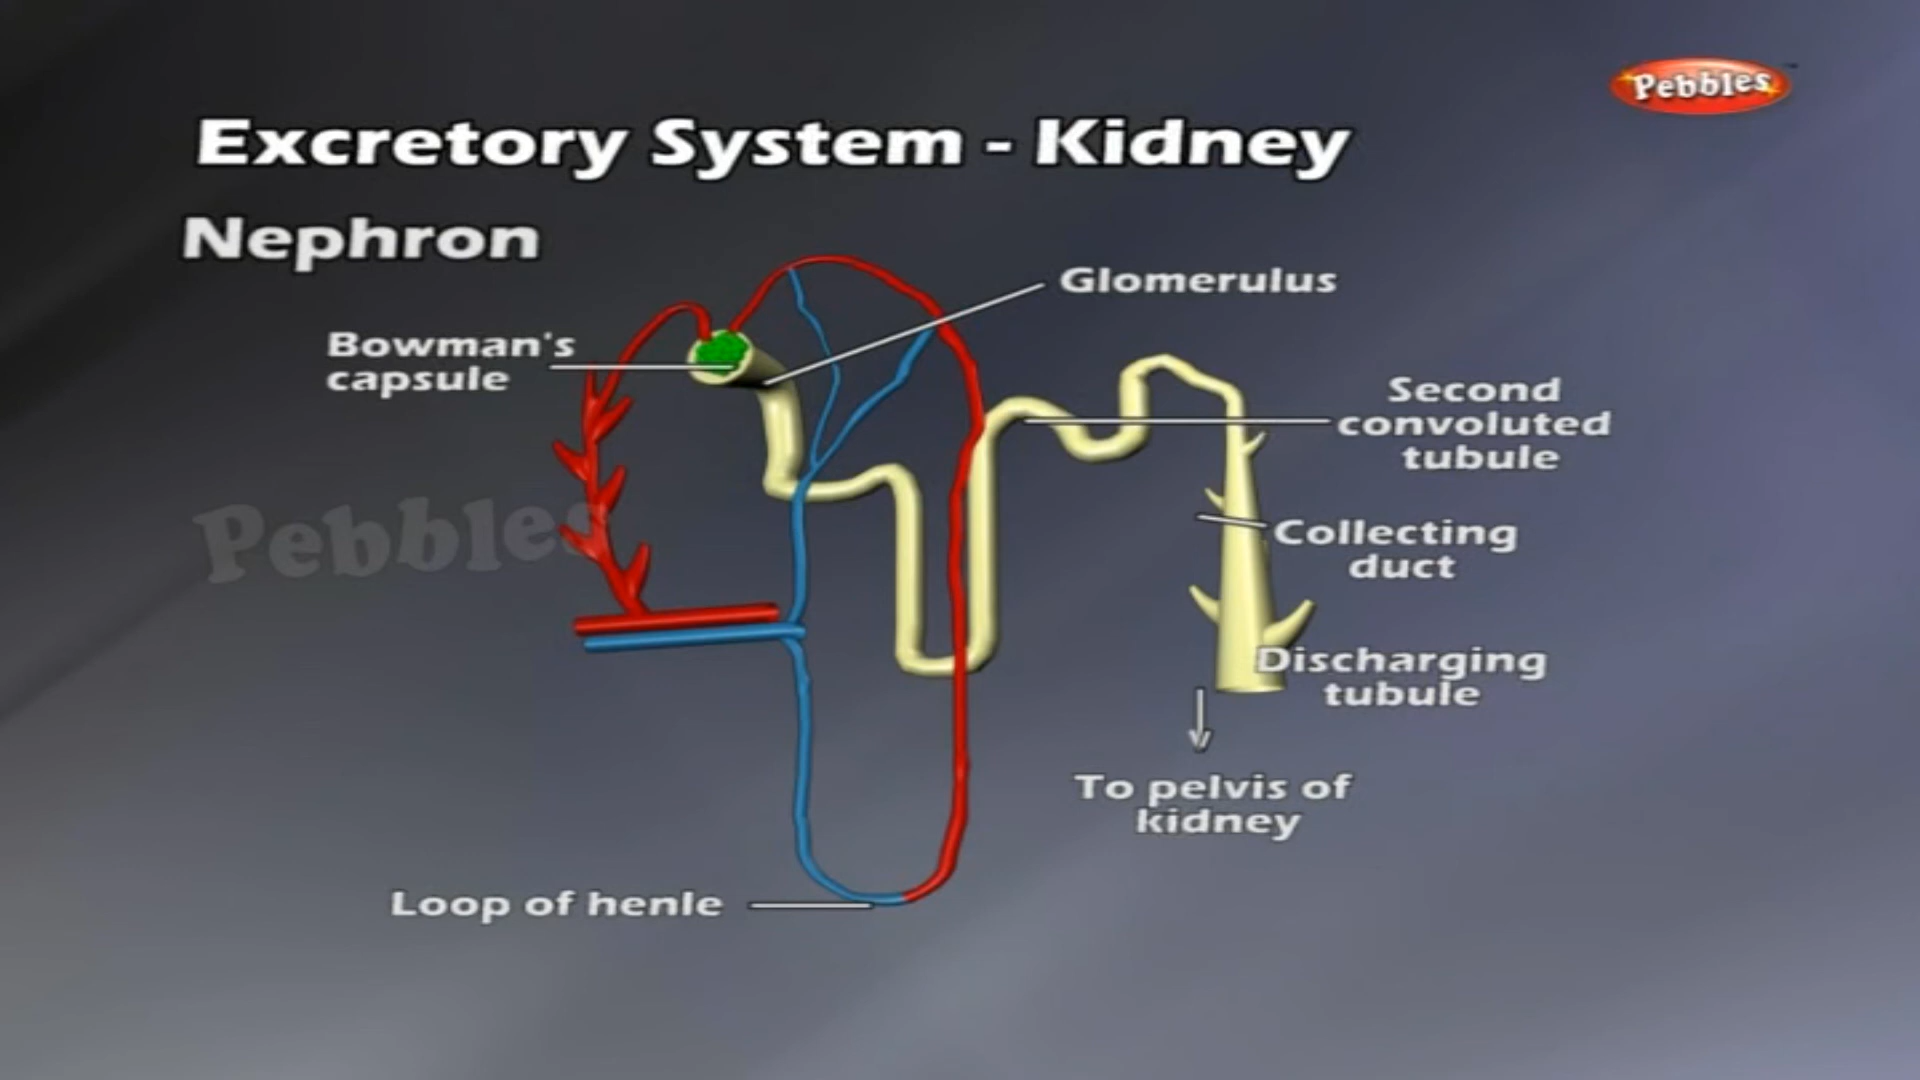 Pebbles
Excretory System - Kidney
Nephron
Glomerulus
Bowman's
capsule
Second
convoluted
tubule
Pebbles
Collecting
duct
Discharging
tubule
To pelvis of
kidney
Loop of henle